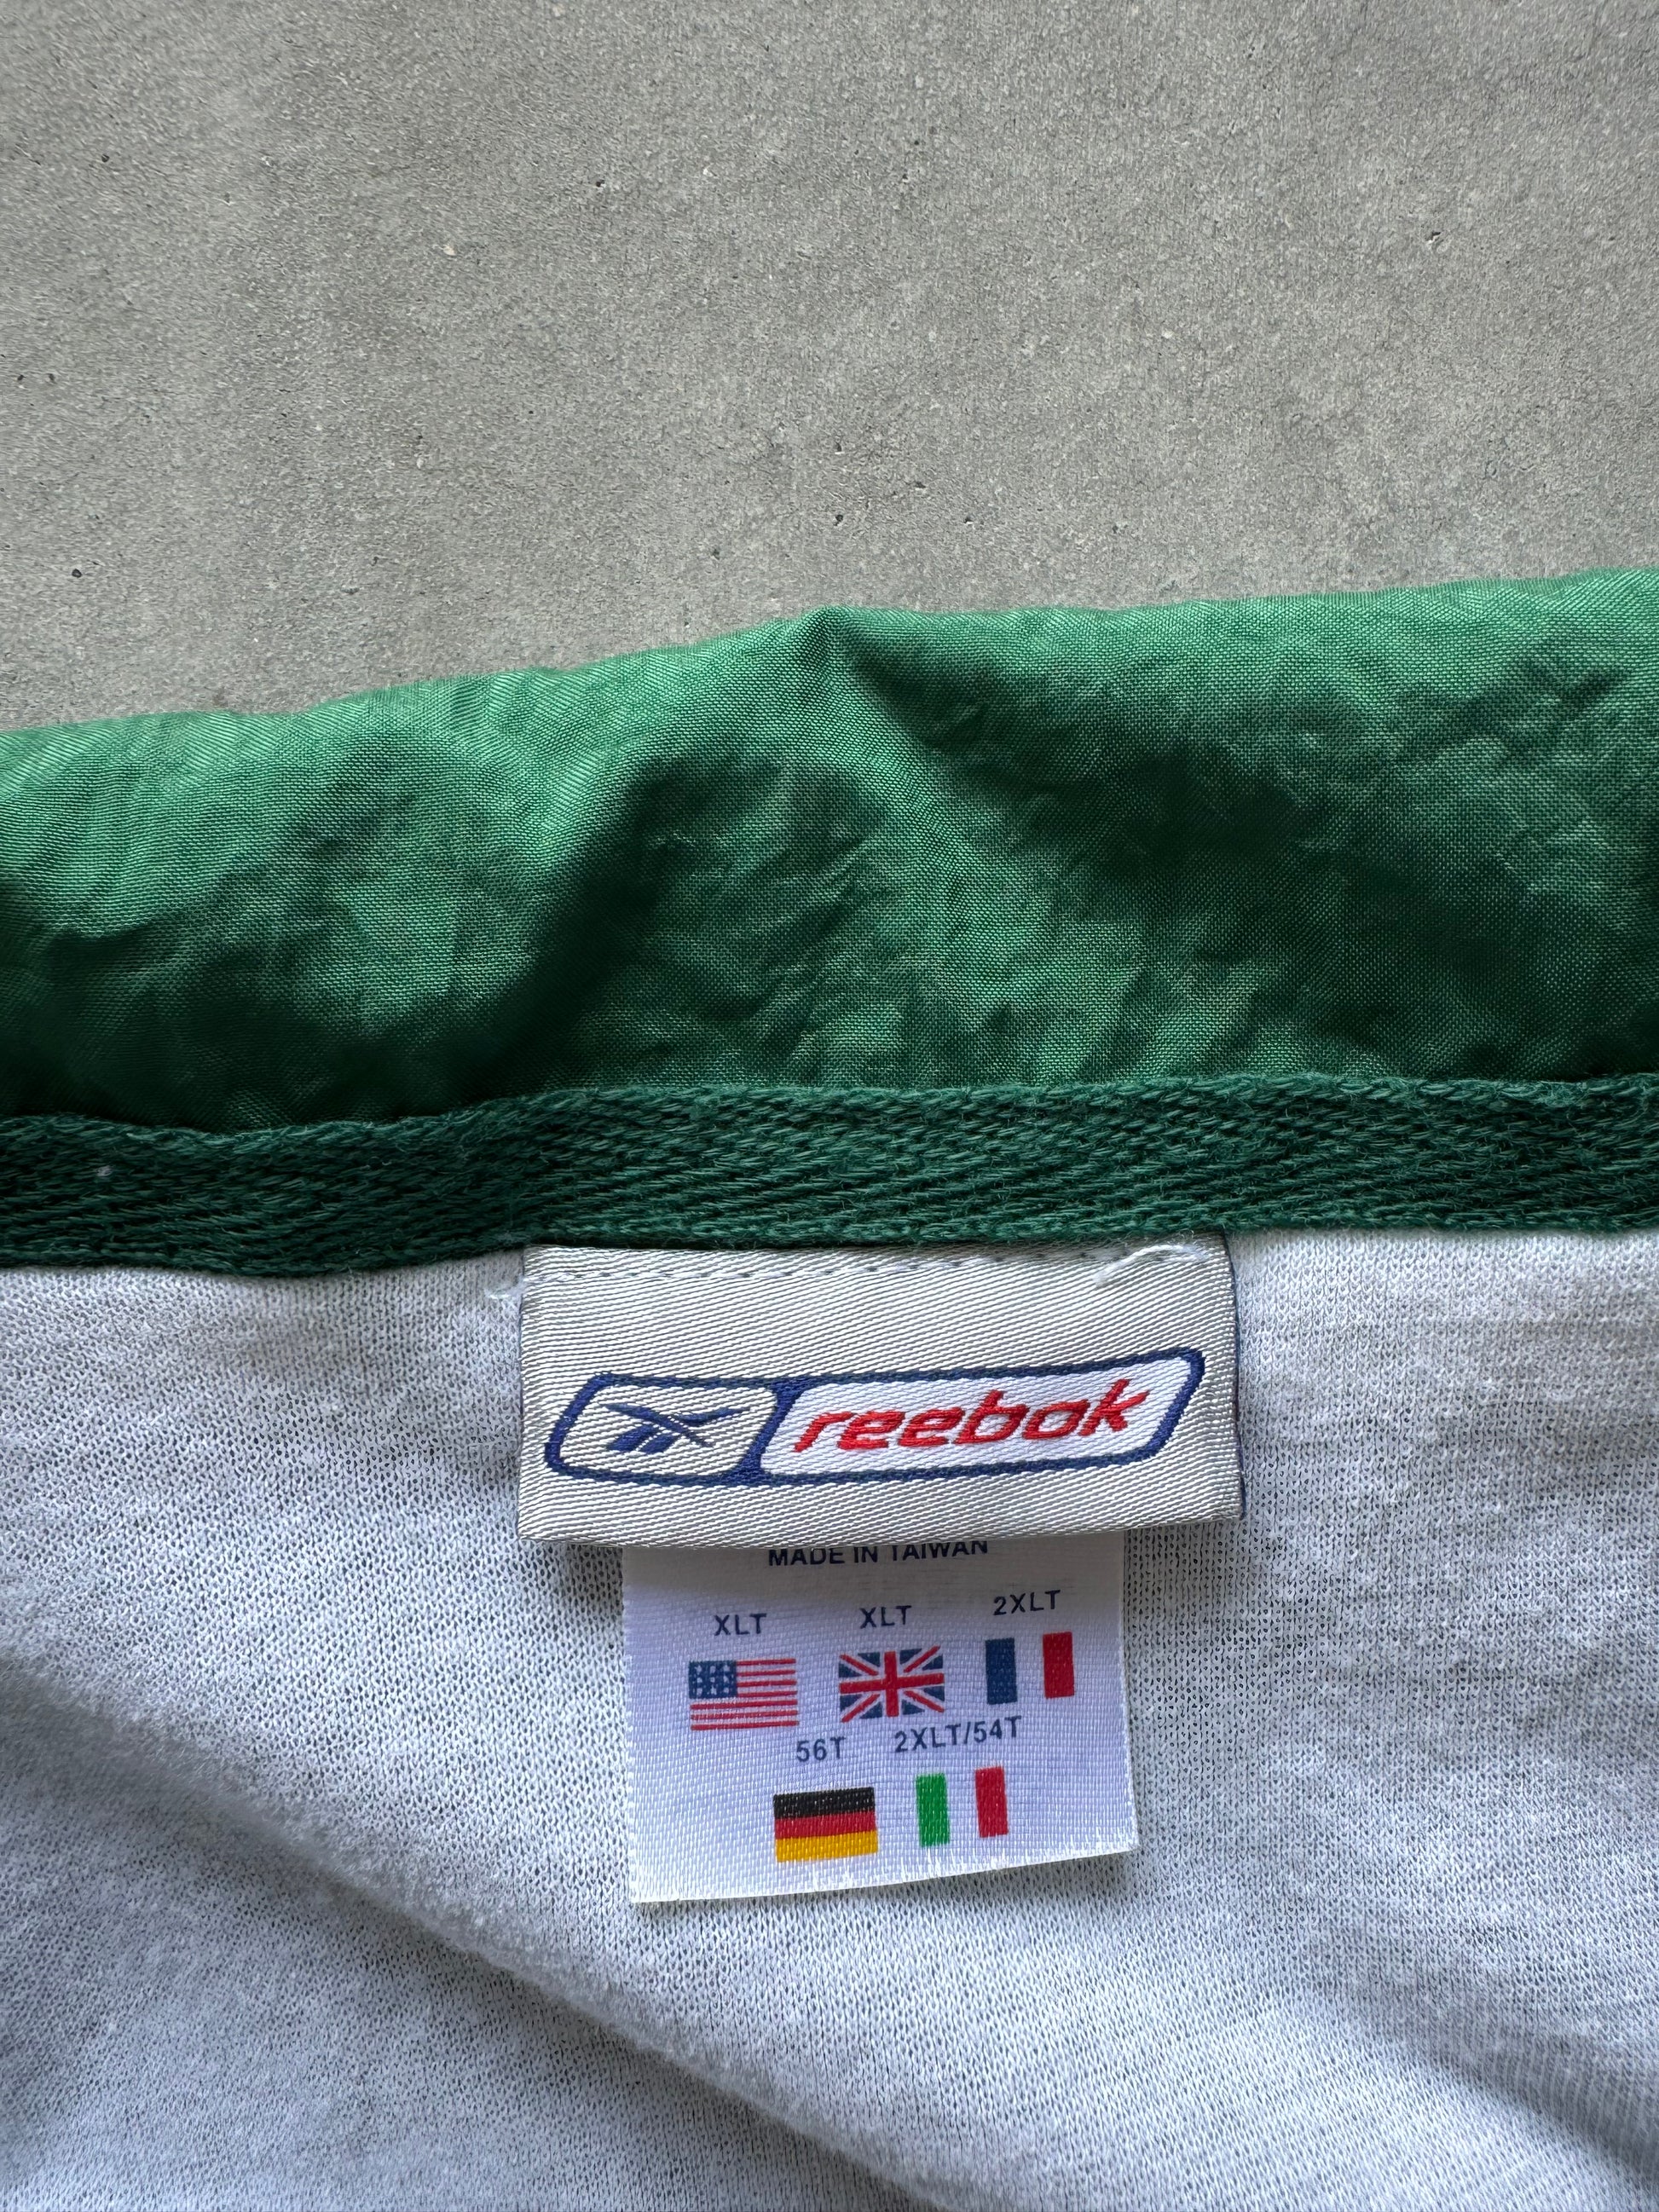 reebok
MADE IN TAIWAN
XLT XLT 2XLT
56T 2XLT/54T